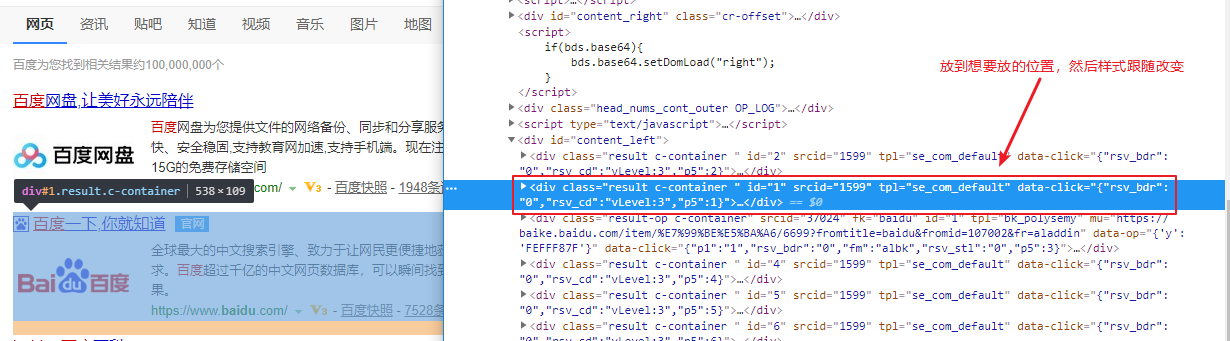 网页 资讯 贴吧 知道 视频 音乐 图片 地图
百度为您找到相关结果约100,000,000个
百度网盘,让美好永远陪伴
百度网盘为您提供文件的网络备份、同步和分享服务
快、安全稳固,支持教育网加速,支持手机端。现在注
15G的免费存储空间
百度网盘
.com/ V3 - 百度快照 - 1948条
div#1.result.c-container 538 × 109
百度一下,你就知道 官网
全球最大的中文搜索引擎、致力于让网民更便捷地
求。百度超过千亿的中文网页数据库，可以瞬间找
果。
Bai du 百度
https://www.baidu.com/ V3 - 百度快照 - 7528条
<div id="content_right" class="cr-offset">…</div>
<script>
if(bds.base64){
bds.base64.setDomLoad("right");
}
</script>
放到想要放的位置，然后样式跟随改变
<div class="head_nums_cont_outer OP_LOG">…</div>
<script type="text/javascript">…</script>
<div id="content_left">
<div class="result c-container " id="2" srcid="1599" tpl="se_com_default" data-click="{"rsv_bdr":
"0","rsv_cd":"vLevel:3","p5":2}">…</div>
<div class="result c-container " id="1" srcid="1599" tpl="se_com_default" data-click="{"rsv_bdr":
"0","rsv_cd":"vLevel:3","p5":1}">…</div> == $0
<div class="result-op c-container" srcid="37024" fk="baidu" id="1" tpl="bk_polysemy" mu="https://
baike.baidu.com/item/%E7%99%BE%E5%BA%A6/6699?fromtitle=baidu&fromid=107002&fr=aladdin" data-op="{'y':
'FEFFF87F'}" data-click="{"p1":"1","rsv_bdr":"0","fm":"albk","rsv_stl":"0","p5":3}">…</div>
<div class="result c-container " id="4" srcid="1599" tpl="se_com_default" data-click="{"rsv_bdr":
"0","rsv_cd":"vLevel:3","p5":4}">…</div>
<div class="result c-container " id="5" srcid="1599" tpl="se_com_default" data-click="{"rsv_bdr":
"0","rsv_cd":"vLevel:3","p5":5}">…</div>
<div class="result c-container " id="6" srcid="1599" tpl="se_com_default" data-click="{"rsv_bdr":
"0","rsv_cd":"vLevel:3","p5":6}">…</div>